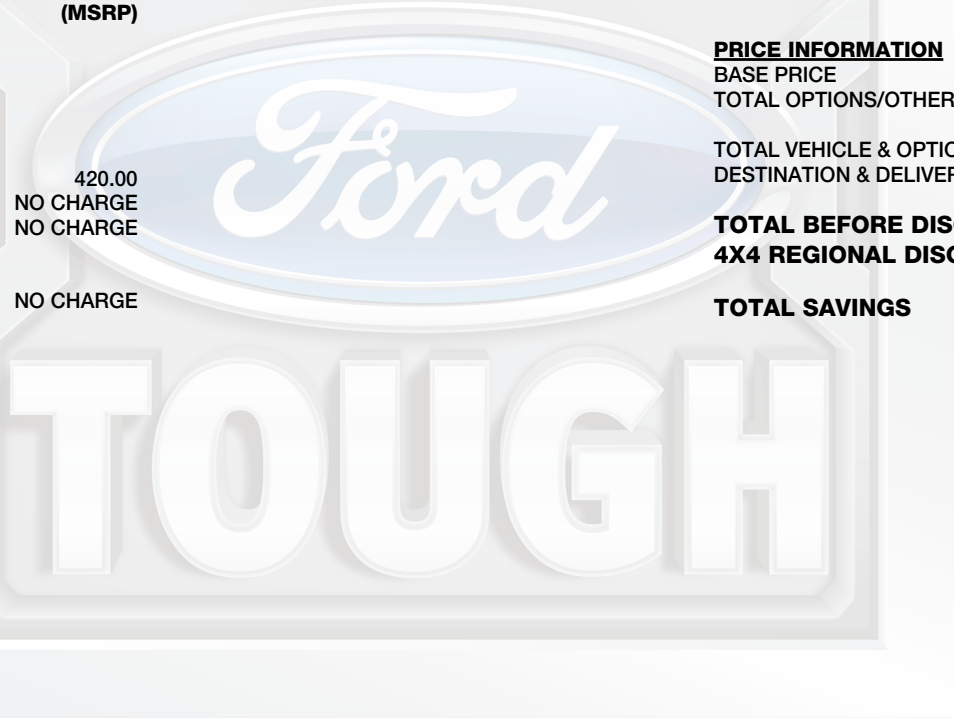 (MSRP)
420.00
NO CHARGE
NO CHARGE
NO CHARGE
PRICE INFORMATION
BASE PRICE
TOTAL OPTIONS/OTHER
TOTAL VEHICLE & OPTIO
DESTINATION & DELIVER
TOTAL BEFORE DIS
4X4 REGIONAL DIS
TOTAL SAVINGS
Ford
TOUGH